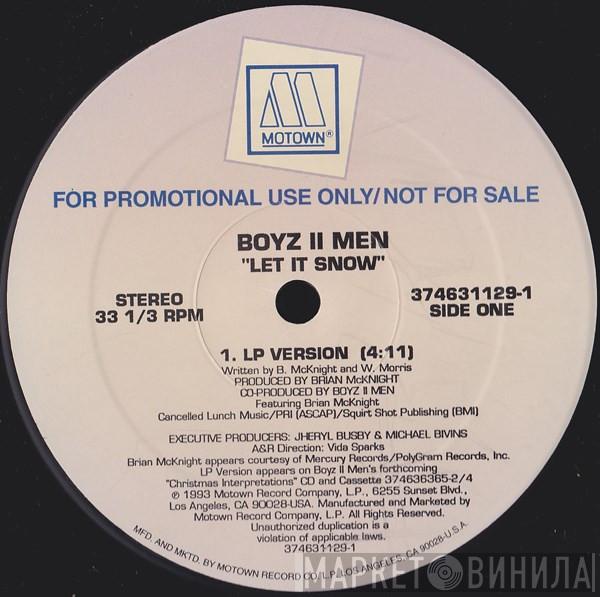 MOTOWN®
FOR PROMOTIONAL USE ONLY/NOT FOR SALE
BOYZ II MEN
"LET IT SNOW"
STEREO
33 1/3 RPM
374631129-1
SIDE ONE
1. LP VERSION (4:11)
Written by B. McKnight and W. Morris
PRODUCED BY BRIAN McKNIGHT
CO-PRODUCED BY BOYZ II MEN
Featuring Brian McKnight
Cancelled Lunch Music/PRI (ASCAP)/Squirt Shot Publishing (BMI)
EXECUTIVE PRODUCERS: JHERYL BUSBY & MICHAEL BIVINS
A&R Direction: Vida Sparks
Brian McKnight appears courtesy of Mercury Records/PolyGram Records, Inc.
LP Version appears on Boyz II Men's forthcoming
"Christmas Interpretations" CD and Cassette 374636365-2/4
℗ 1993 Motown Record Company, L.P., 6255 Sunset Blvd.,
Los Angeles, CA 90028-USA. Manufactured and Marketed by
Motown Record Company, L.P. All Rights Reserved.
Unauthorized duplication is a
violation of applicable laws.
374631129-1
MFD. AND MKTD. BY MOTOWN RECORD CO., L.P., LOS ANGELES, CA 90028-U.S.A.
МАРКЕТ ВИНИЛА